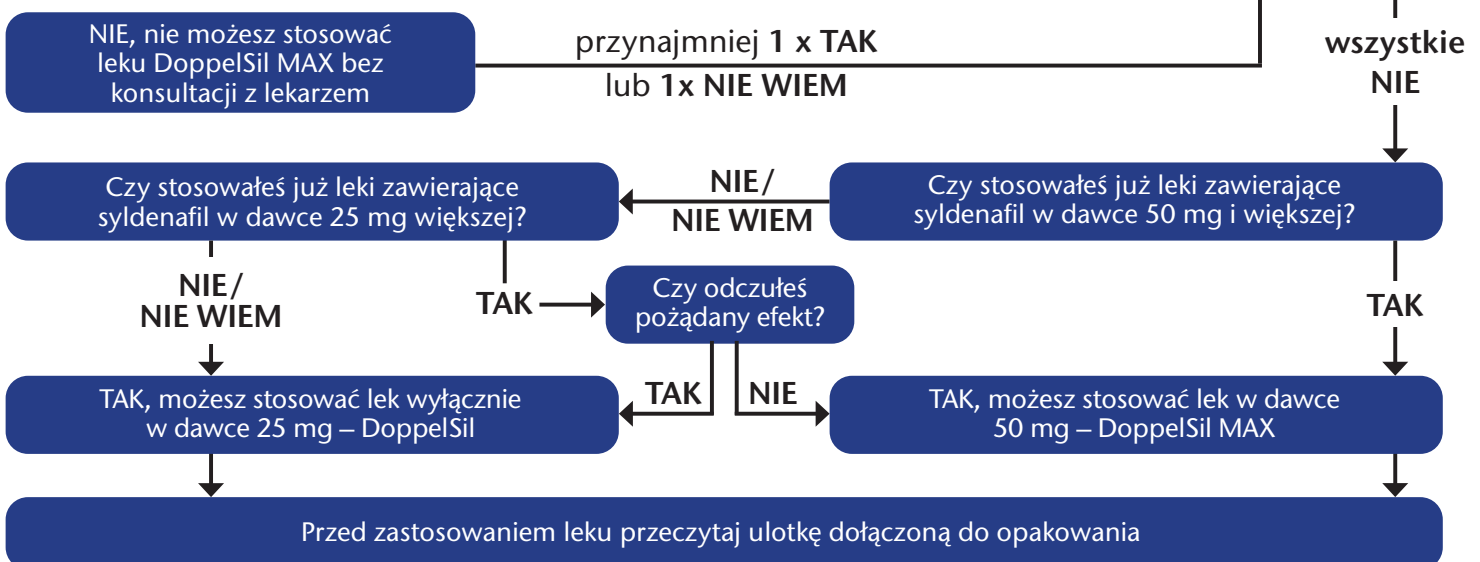 NIE, nie możesz stosować
leku DoppelSil MAX bez
konsultacji z lekarzem
przynajmniej 1 x TAK
lub 1x NIE WIEM
wszystkie
NIE
Czy stosowałeś już leki zawierające
syldenafil w dawce 25 mg większej?
NIE/
NIE WIEM
Czy stosowałeś już leki zawierające
syldenafil w dawce 50 mg i większej?
NIE/
NIE WIEM
TAK
Czy odczułeś
pożądany efekt?
TAK
TAK, możesz stosować lek wyłącznie
w dawce 25 mg – DoppelSil
TAK
NIE
TAK, możesz stosować lek w dawce
50 mg – DoppelSil MAX
Przed zastosowaniem leku przeczytaj ulotkę dołączoną do opakowania